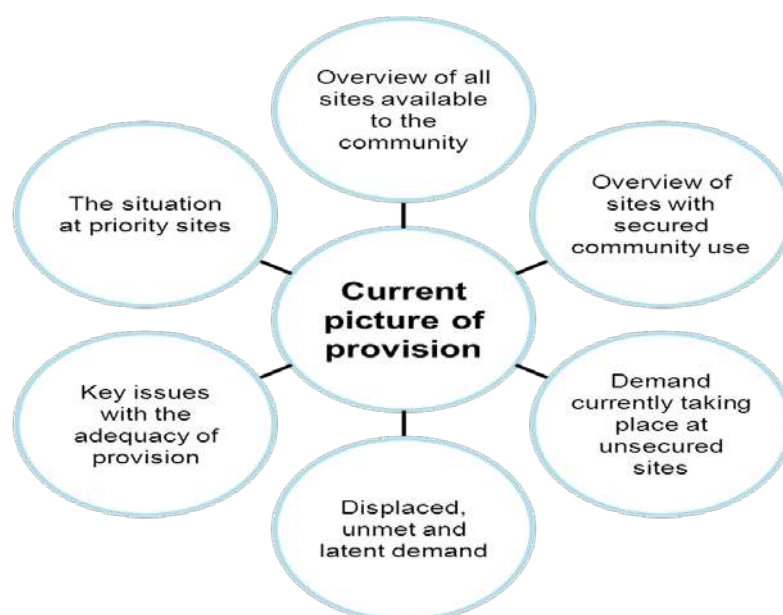 Overview of all
sites available
to the
community
Overview of
sites with
secured
community use
Demand
currently taking
place at
unsecured
sites
Displaced,
unmet and
latent demand
Key issues
with the
adequacy of
provision
The situation
at priority sites
Current
picture of
provision